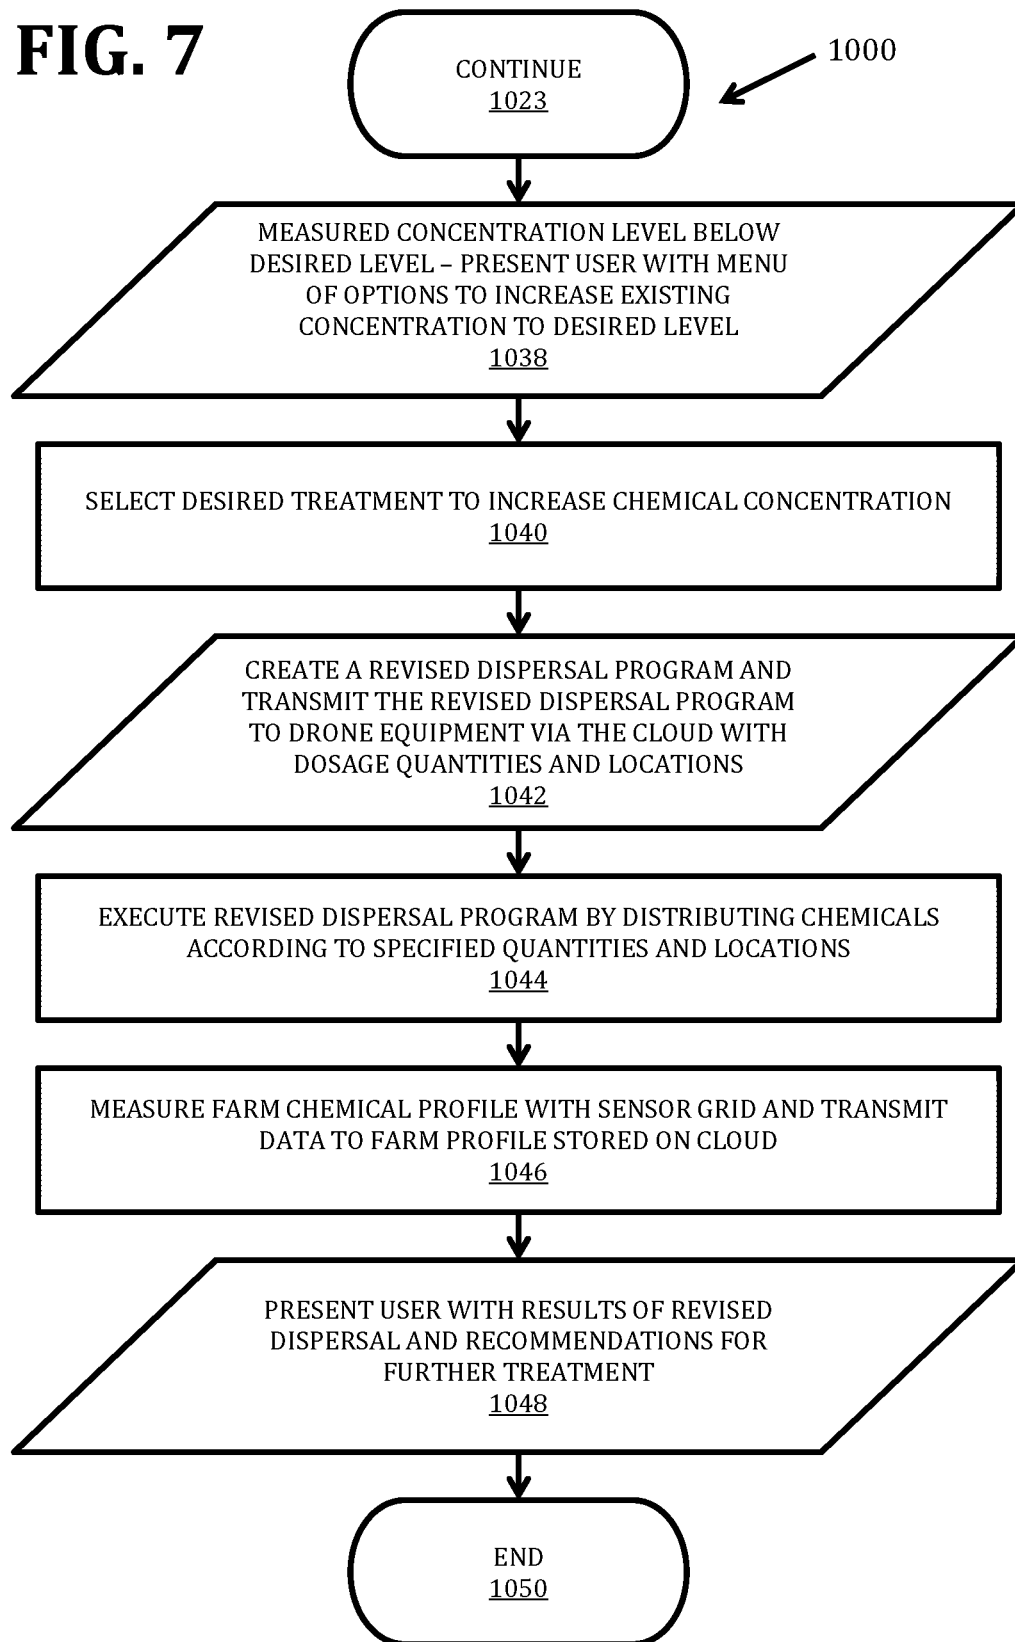 FIG. 7
1000
CONTINUE
1023
MEASURED CONCENTRATION LEVEL BELOW
DESIRED LEVEL – PRESENT USER WITH MENU
OF OPTIONS TO INCREASE EXISTING
CONCENTRATION TO DESIRED LEVEL
1038
SELECT DESIRED TREATMENT TO INCREASE CHEMICAL CONCENTRATION
1040
CREATE A REVISED DISPERSAL PROGRAM AND
TRANSMIT THE REVISED DISPERSAL PROGRAM
TO DRONE EQUIPMENT VIA THE CLOUD WITH
DOSAGE QUANTITIES AND LOCATIONS
1042
EXECUTE REVISED DISPERSAL PROGRAM BY DISTRIBUTING CHEMICALS
ACCORDING TO SPECIFIED QUANTITIES AND LOCATIONS
1044
MEASURE FARM CHEMICAL PROFILE WITH SENSOR GRID AND TRANSMIT
DATA TO FARM PROFILE STORED ON CLOUD
1046
PRESENT USER WITH RESULTS OF REVISED
DISPERSAL AND RECOMMENDATIONS FOR
FURTHER TREATMENT
1048
END
1050